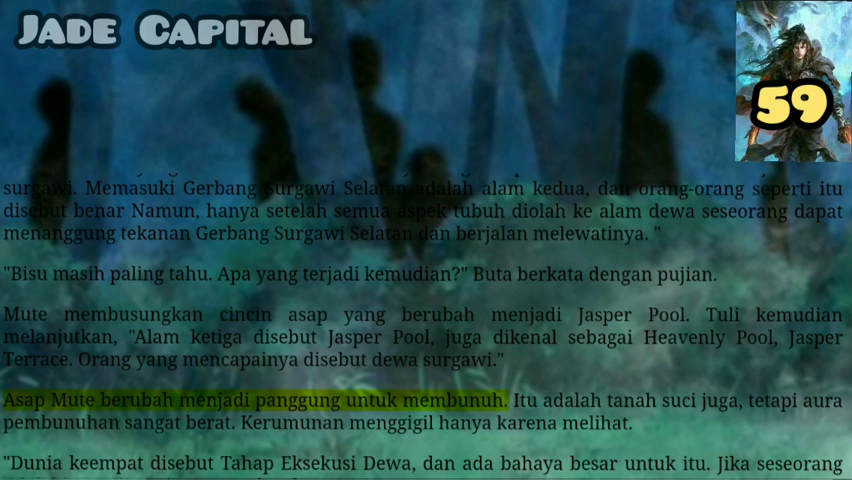 JADE CAPITAL
59
surgawi. Memasuki Gerbang Surgawi Selatan adalah alam kedua, dan orang-orang seperti itu
disebut benar Namun, hanya setelah semua aspek tubuh diolah ke alam dewa seseorang dapat
menanggung tekanan Gerbang Surgawi Selatan dan berjalan melewatinya. "
"Bisu masih paling tahu. Apa yang terjadi kemudian?" Buta berkata dengan pujian.
Mute membusungkan cincin asap yang berubah menjadi Jasper Pool. Tuli kemudian
melanjutkan, "Alam ketiga disebut Jasper Pool, juga dikenal sebagai Heavenly Pool, Jasper
Terrace. Orang yang mencapainya disebut dewa surgawi."
Asap Mute berubah menjadi panggung untuk membunuh. Itu adalah tanah suci juga, tetapi aura
pembunuhan sangat berat. Kerumunan menggigil hanya karena melihat.
"Dunia keempat disebut Tahap Eksekusi Dewa, dan ada bahaya besar untuk itu. Jika seseorang